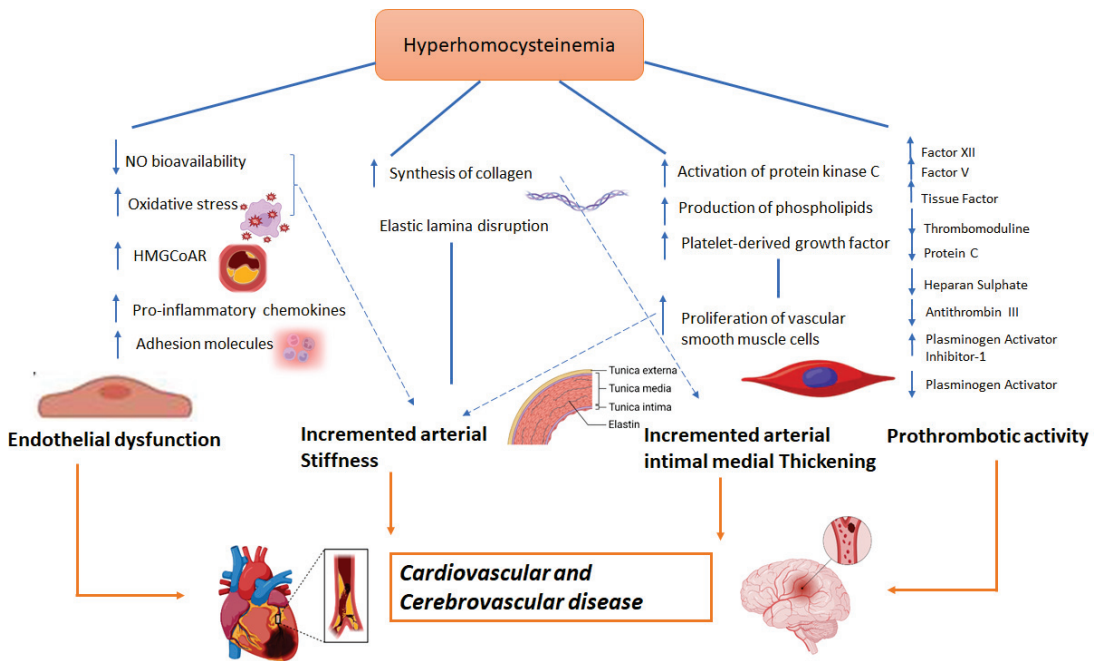 Hyperhomocysteinemia
NO bioavailability
Oxidative stress
HMGCoAR
Pro-inflammatory chemokines
Adhesion molecules
Endothelial dysfunction
Synthesis of collagen
Elastic lamina disruption
Incremented arterial
Stiffness
Activation of protein kinase C
Production of phospholipids
Platelet-derived growth factor
Proliferation of vascular
smooth muscle cells
Tunica externa
Tunica media
Tunica intima
Elastin
Incremented arterial
intimal medial Thickening
Factor XII
Factor V
Tissue Factor
Thrombomoduline
Protein C
Heparan Sulphate
Antithrombin III
Plasminogen Activator
Inhibitor-1
Plasminogen Activator
Prothrombotic activity
Cardiovascular and
Cerebrovascular disease